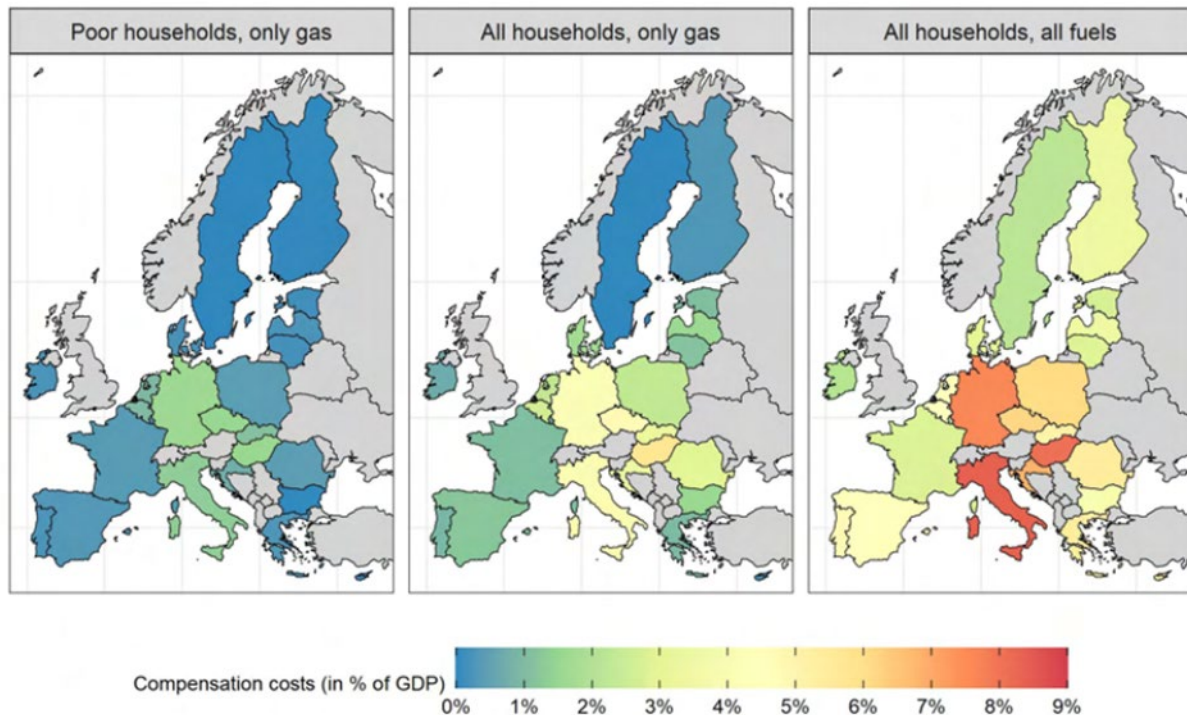 Poor households, only gas
All households, only gas
All households, all fuels
Compensation costs (in % of GDP)
0% 1% 2% 3% 4% 5% 6% 7% 8% 9%